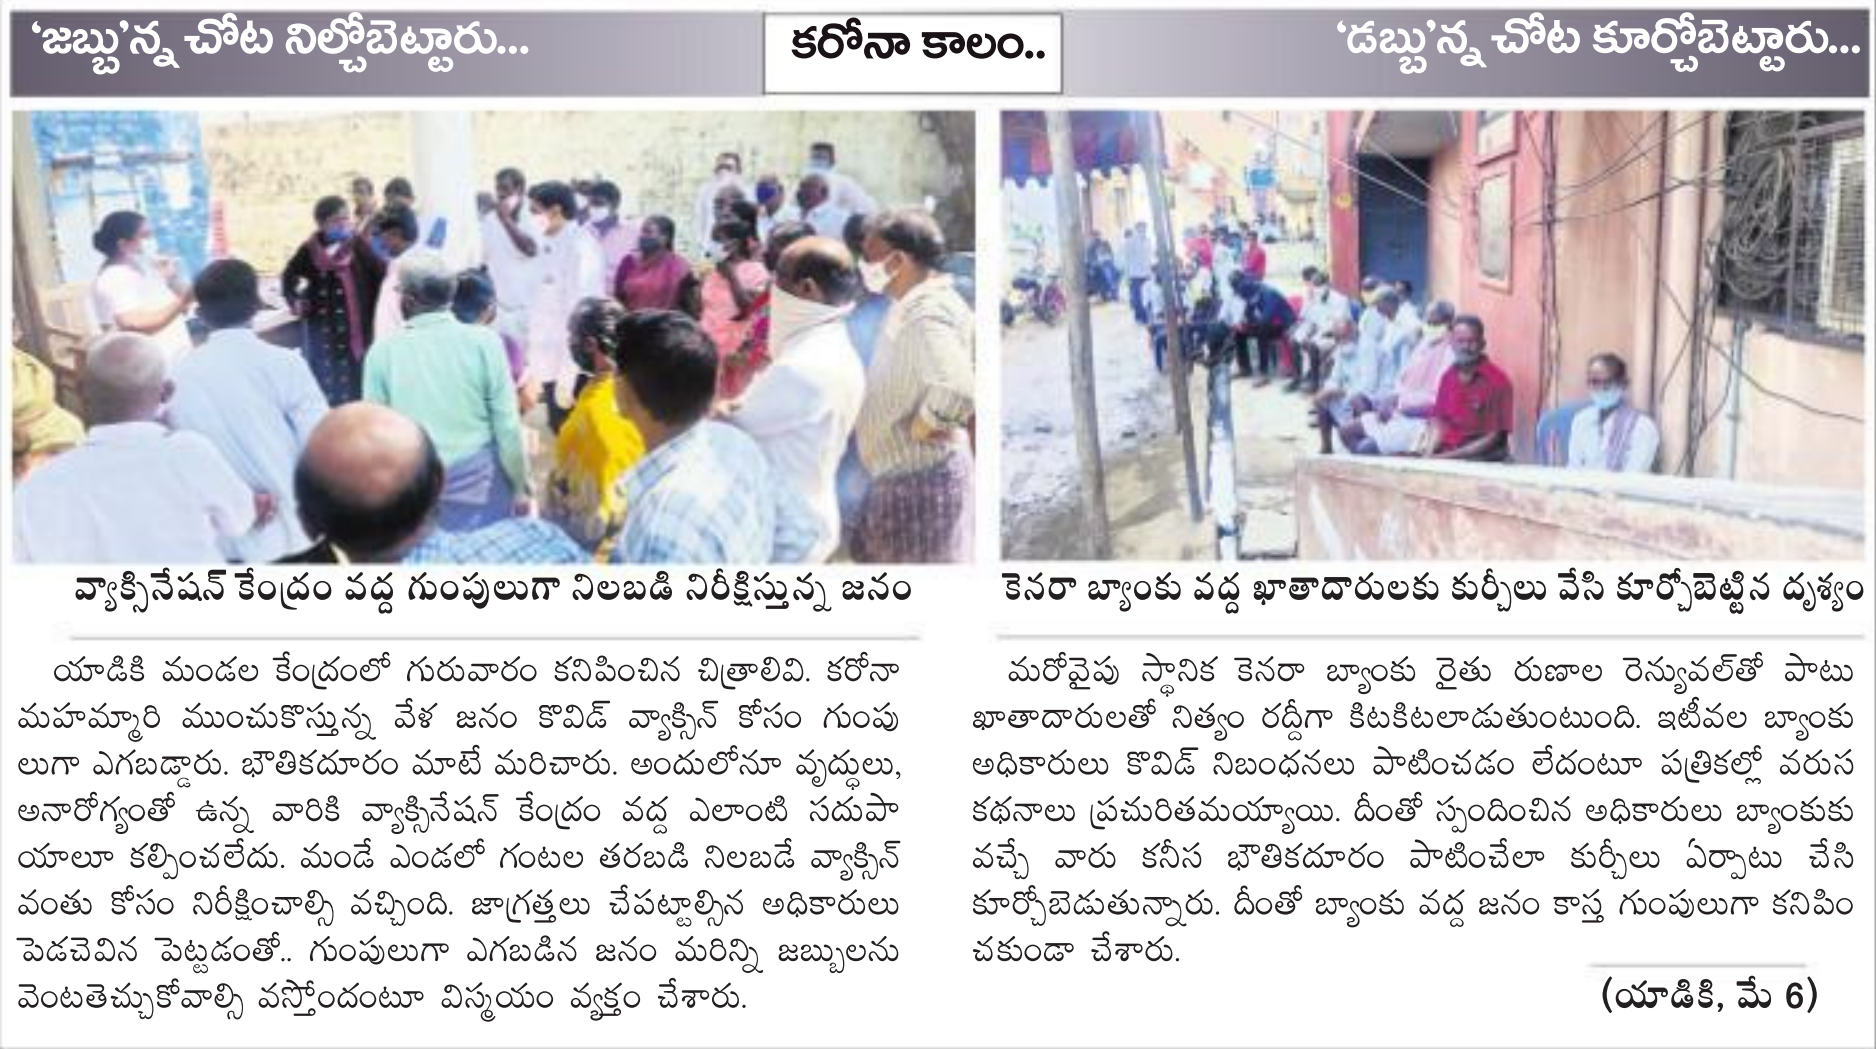 ‘జబ్బు’న్న చోట నిల్చోబెట్టారు...
కరోనా కాలం..
‘డబ్బు’న్న చోట కూర్చోబెట్టారు...
వ్యాక్సినేషన్ కేంద్రం వద్ద గుంపులుగా నిలబడి నిరీక్షిస్తున్న జనం
యాడికి మండల కేంద్రంలో గురువారం కనిపించిన చిత్రాలివి. కరోనా
మహమ్మారి ముంచుకొస్తున్న వేళ జనం కొవిడ్ వ్యాక్సిన్ కోసం గుంపు
లుగా ఎగబడ్డారు. భౌతికదూరం మాటే మరిచారు. అందులోనూ వృద్ధులు,
అనారోగ్యంతో ఉన్న వారికి వ్యాక్సినేషన్ కేంద్రం వద్ద ఎలాంటి సదుపా
యాలూ కల్పించలేదు. మండే ఎండలో గంటల తరబడి నిలబడే వ్యాక్సిన్
వంతు కోసం నిరీక్షించాల్సి వచ్చింది. జాగ్రత్తలు చేపట్టాల్సిన అధికారులు
పెడచెవిన పెట్టడంతో.. గుంపులుగా ఎగబడిన జనం మరిన్ని జబ్బులను
వెంటతెచ్చుకోవాల్సి వస్తోందంటూ విస్మయం వ్యక్తం చేశారు.
కెనరా బ్యాంకు వద్ద ఖాతాదారులకు కుర్చీలు వేసి కూర్చోబెట్టిన దృశ్యం
మరోవైపు స్థానిక కెనరా బ్యాంకు రైతు రుణాల రెన్యువల్‌తో పాటు
ఖాతాదారులతో నిత్యం రద్దీగా కిటకిటలాడుతుంటుంది. ఇటీవల బ్యాంకు
అధికారులు కొవిడ్ నిబంధనలు పాటించడం లేదంటూ పత్రికల్లో వరుస
కథనాలు ప్రచురితమయ్యాయి. దీంతో స్పందించిన అధికారులు బ్యాంకుకు
వచ్చే వారు కనీస భౌతికదూరం పాటించేలా కుర్చీలు ఏర్పాటు చేసి
కూర్చోబెడుతున్నారు. దీంతో బ్యాంకు వద్ద జనం కాస్త గుంపులుగా కనిపిం
చకుండా చేశారు.
(యాడికి, మే 6)